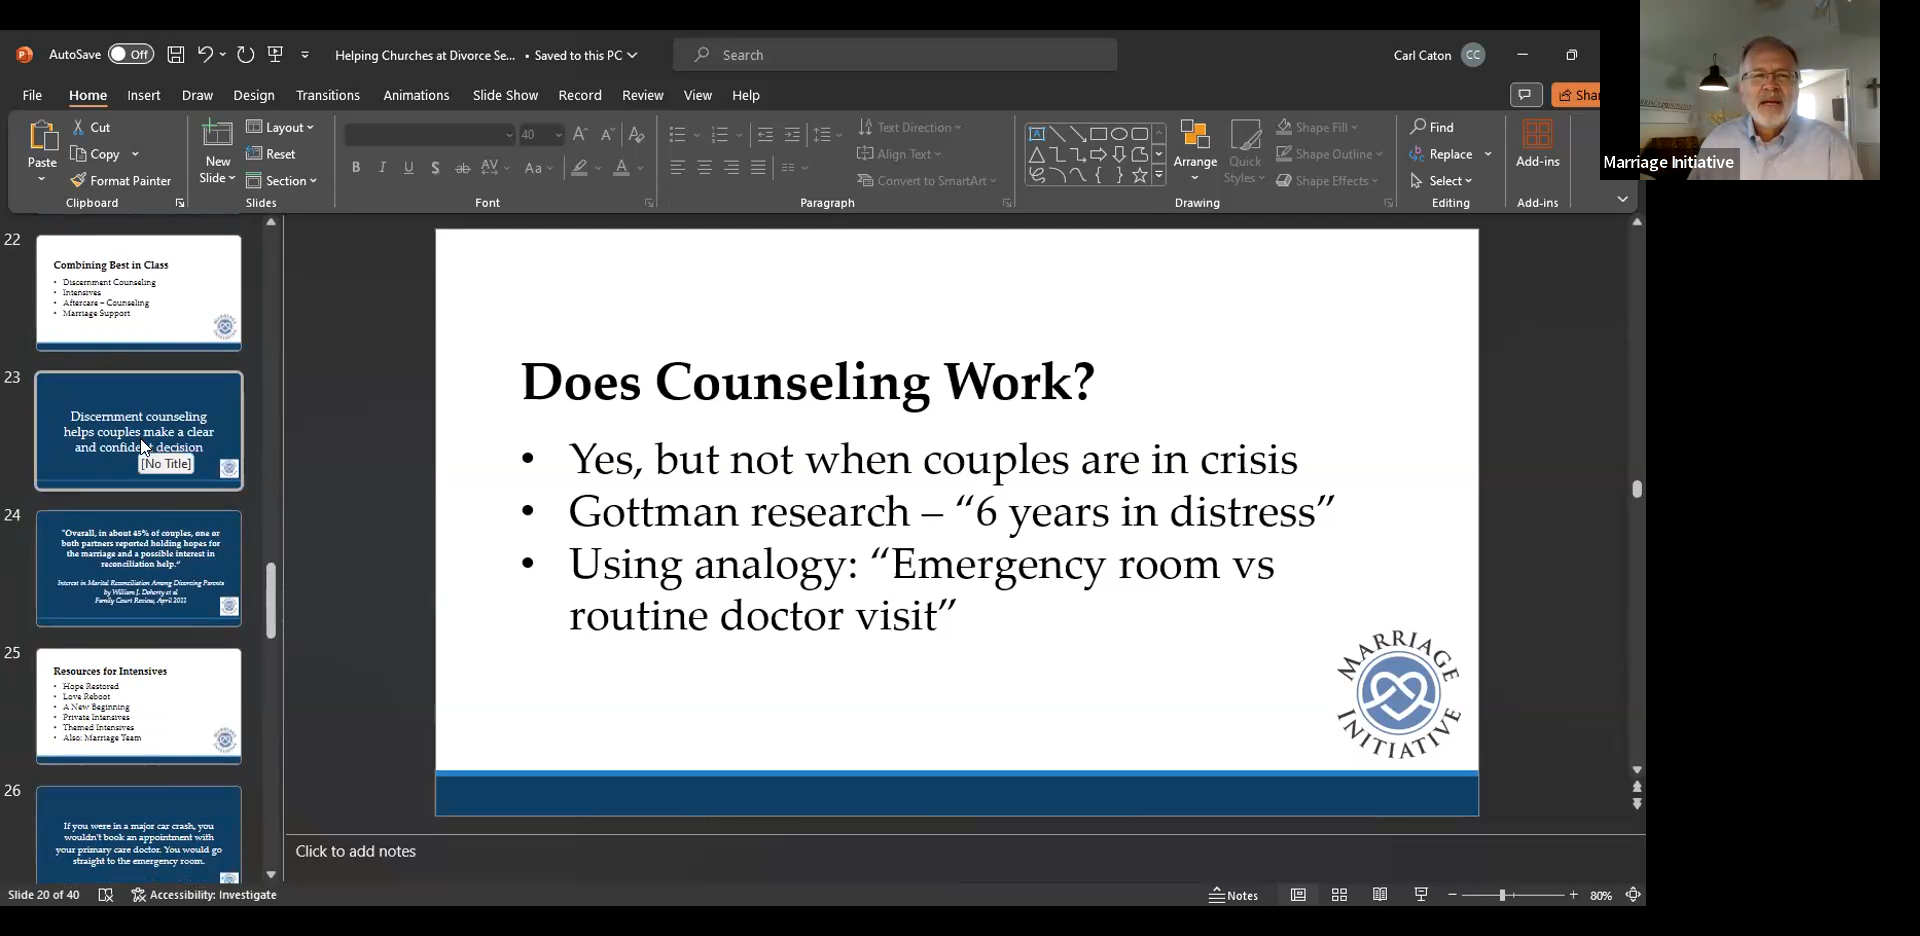 AutoSave Off Helping Churches at Divorce Se... • Saved to this PC Search Carl Caton CC
File Home Insert Draw Design Transitions Animations Slide Show Record Review View Help Shar
Paste
Cut
Copy
Format Painter
Clipboard
New
Slide
Layout
Reset
Section
Slides
40
B I U S ab AV Aa A
Font
Text Direction
Align Text
Convert to SmartArt
Paragraph
Arrange
Quick
Styles
Shape Fill
Shape Outline
Shape Effects
Drawing
Find
Replace
Select
Editing
Add-ins
Add-ins
Marriage Initiative
22
Combining Best in Class
• Discernment Counseling
• Intensives
• Aftercare – Counseling
• Marriage Support
23
Discernment counseling
helps couples make a clear
and confident decision
[No Title]
24
"Overall, in about 45% of couples, one or
both partners reported holding hopes for
the marriage and a possible interest in
reconciliation help."
Interest in Marital Reconciliation Among Divorcing Parents
by William J. Doherty et al
Family Court Review, April 2011
25
Resources for Intensives
• Hope Restored
• Love Reboot
• A New Beginning
• Private Intensives
• Themed Intensives
• Also: Marriage Team
26
If you were in a major car crash, you
wouldn't book an appointment with
your primary care doctor. You would go
straight to the emergency room.
Does Counseling Work?
• Yes, but not when couples are in crisis
• Gottman research – “6 years in distress”
• Using analogy: “Emergency room vs
routine doctor visit”
MARRIAGE
INITIATIVE
Click to add notes
Slide 20 of 40 Accessibility: Investigate Notes 80%